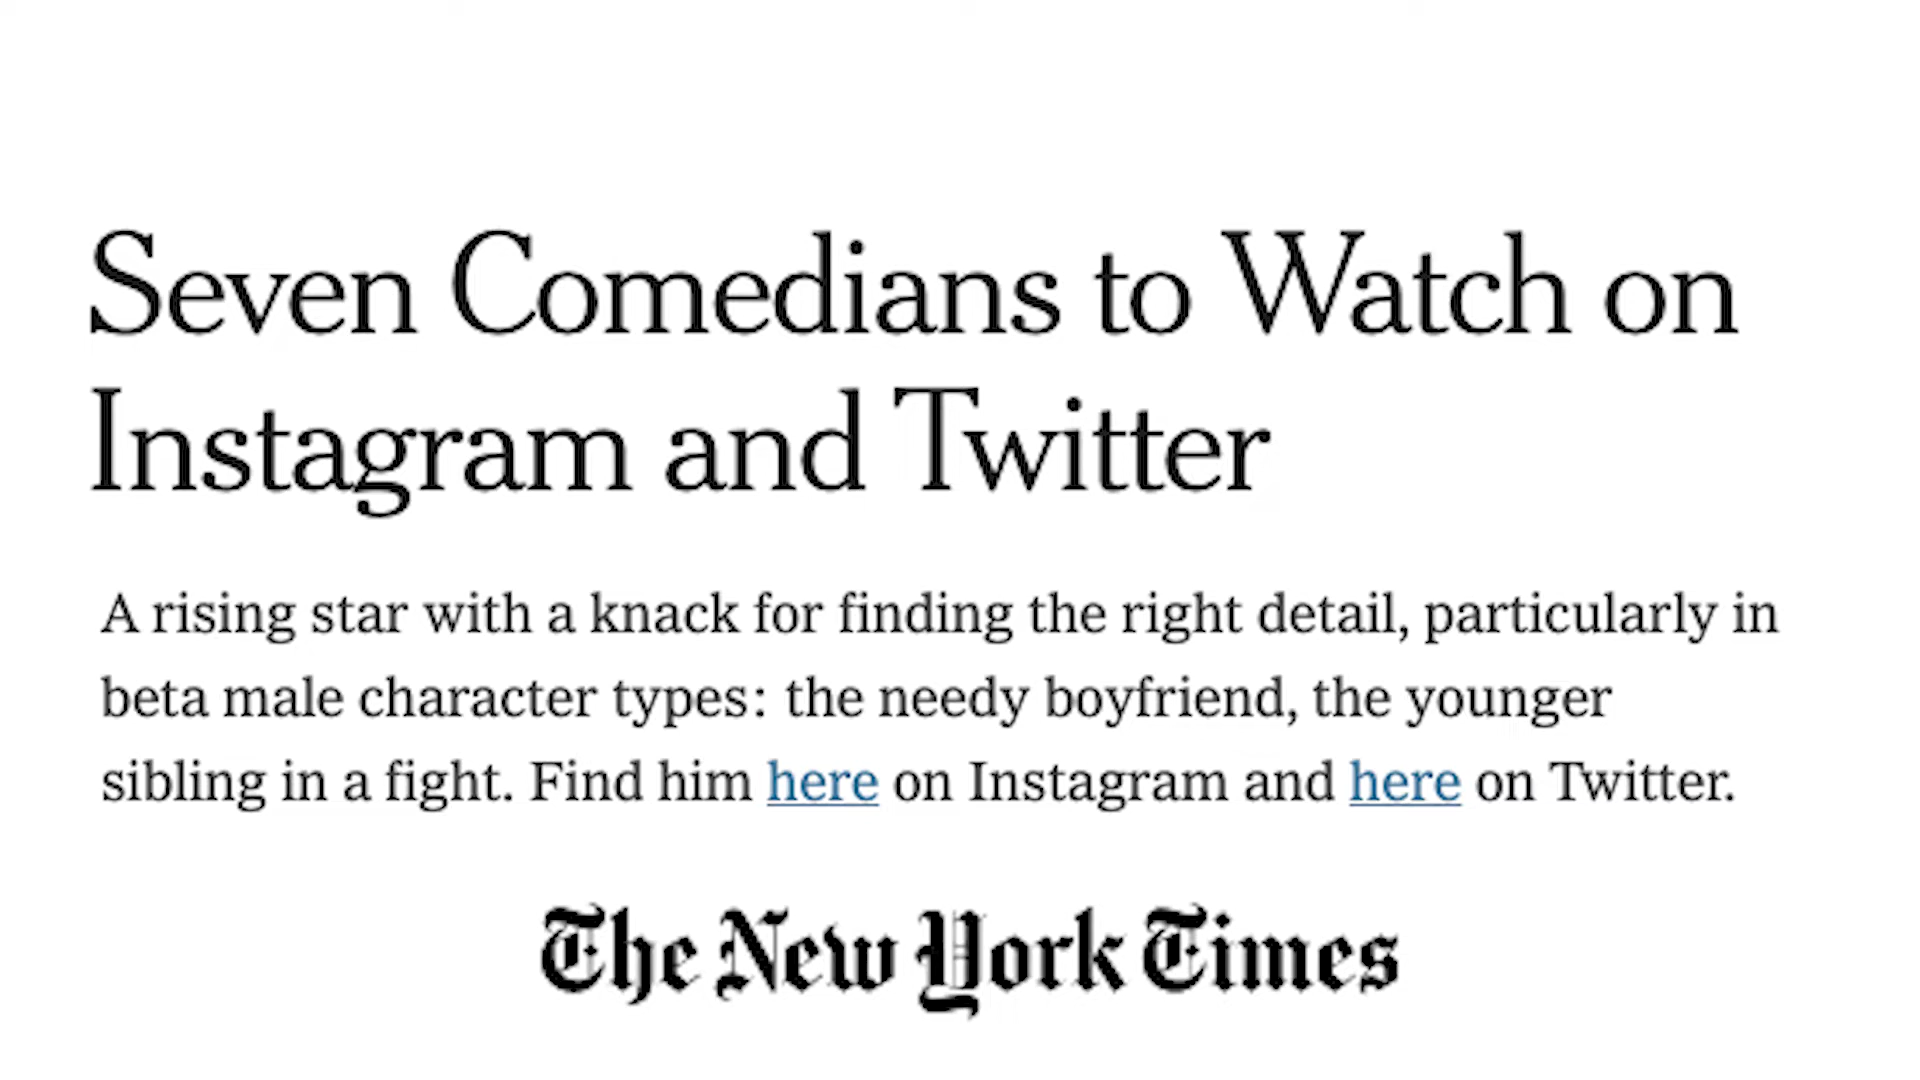 Seven Comedians to Watch on
Instagram and Twitter
A rising star with a knack for finding the right detail, particularly in
beta male character types: the needy boyfriend, the younger
sibling in a fight. Find him here on Instagram and here on Twitter.
The New York Times